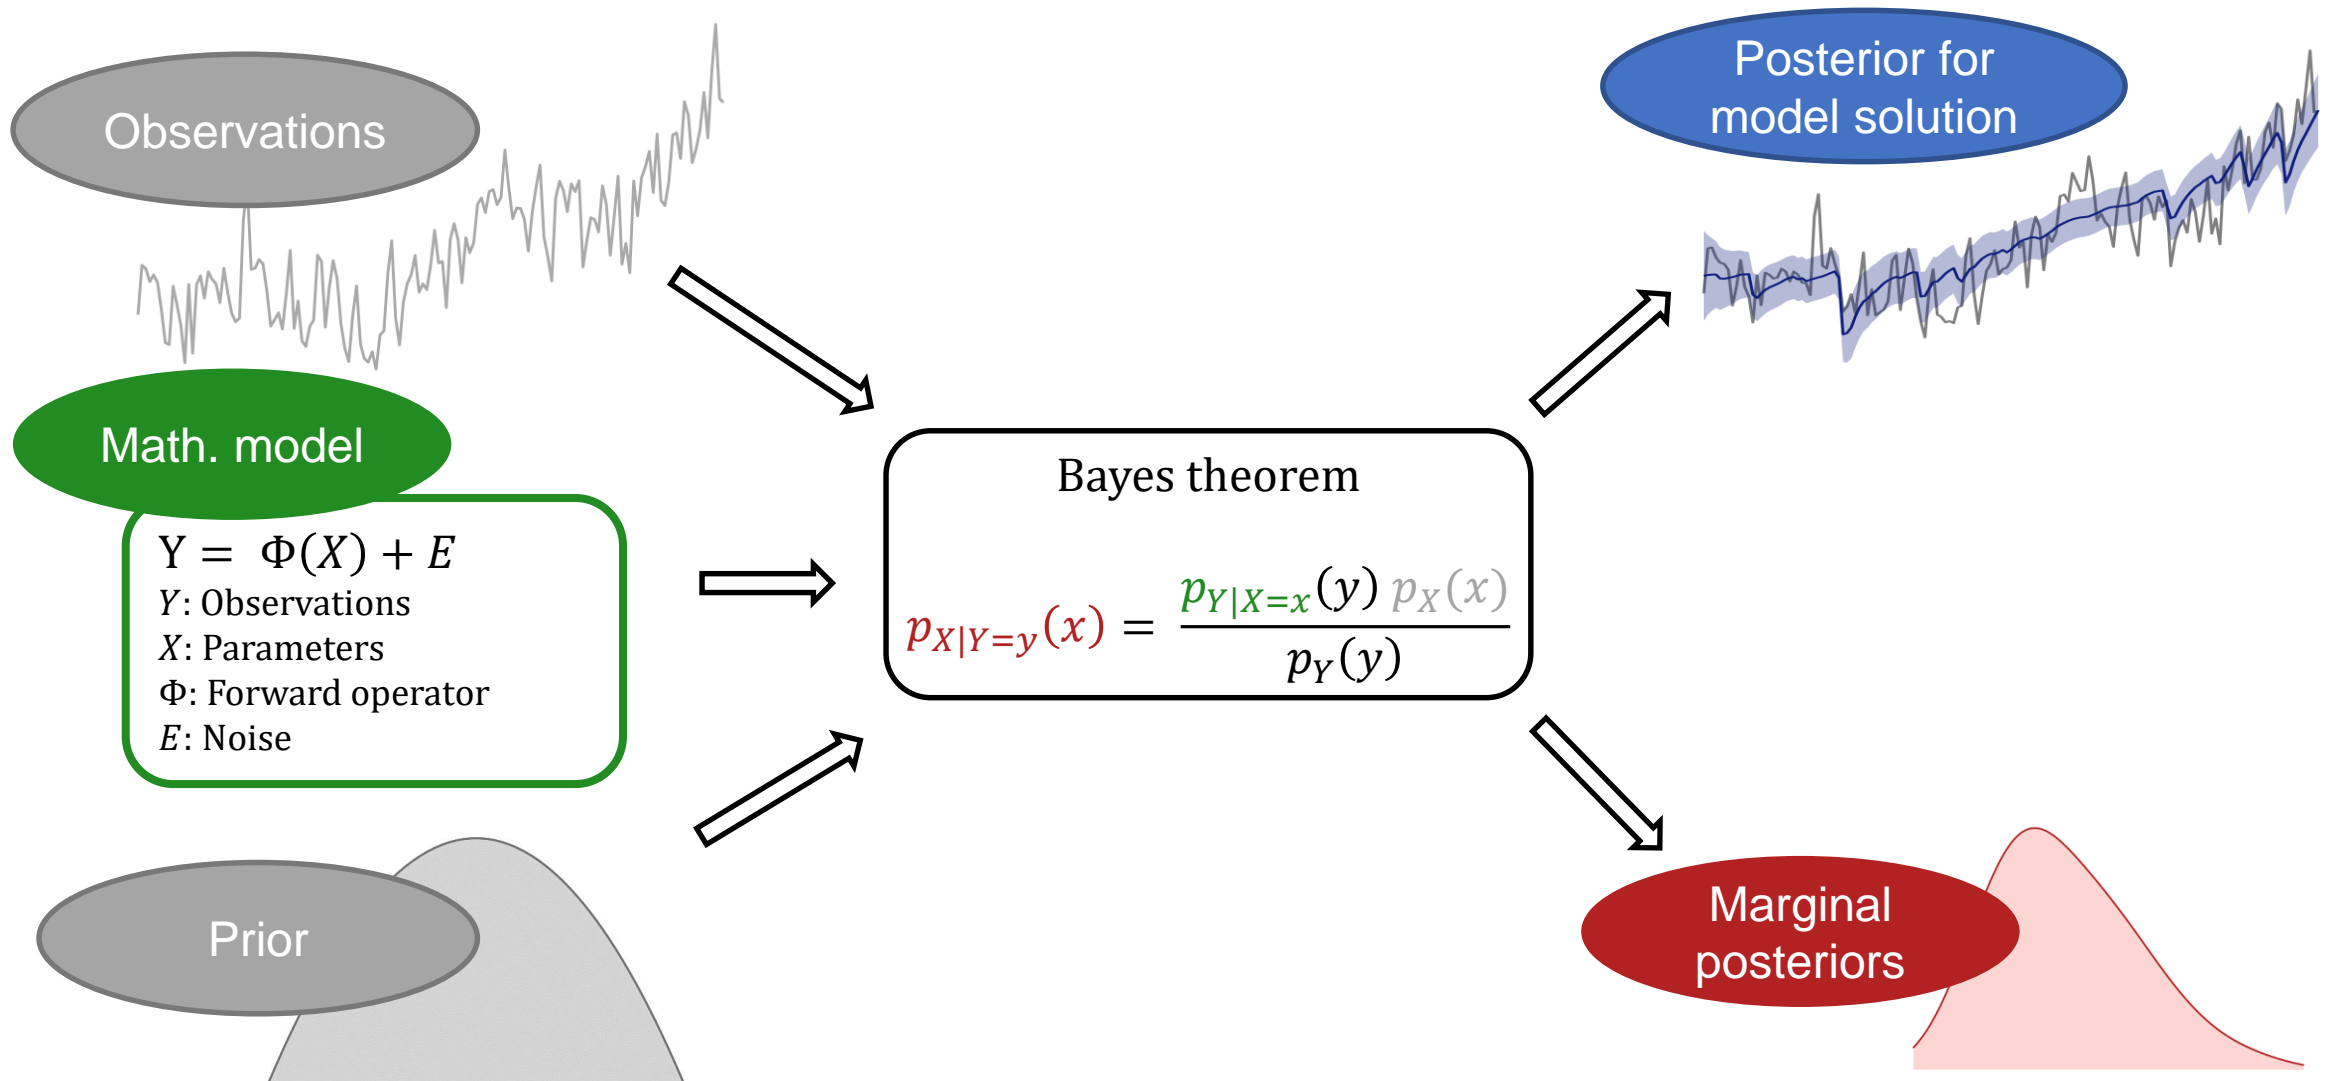 Observations
Math. model
Y = Φ(X) + E
Y: Observations
X: Parameters
Φ: Forward operator
E: Noise
Prior
Bayes theorem
p_{X|Y=y}(x) = \frac{p_{Y|X=x}(y) p_X(x)}{p_Y(y)}
Posterior for
model solution
Marginal
posteriors